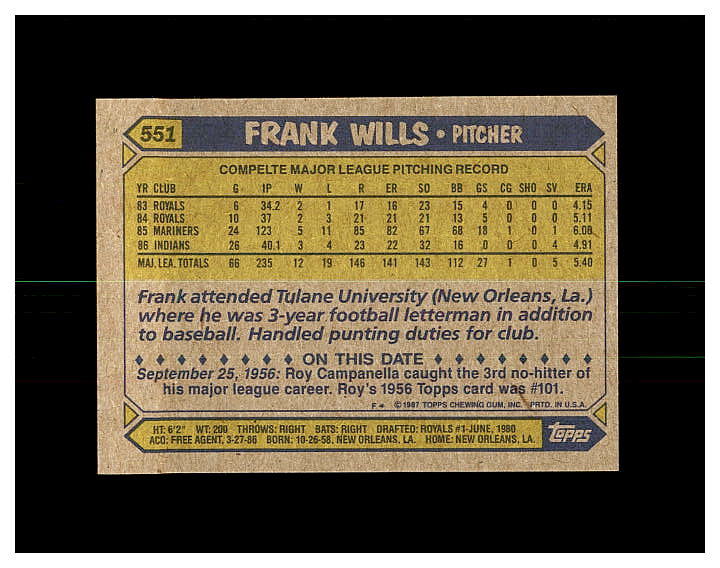 551 FRANK WILLS • PITCHER
COMPELTE MAJOR LEAGUE PITCHING RECORD
YR CLUB G IP W L R ER SO BB GS CG SHO SV ERA
83 ROYALS 6 34.2 2 1 17 16 23 15 4 0 0 0 4.15
84 ROYALS 10 37 2 3 21 21 21 13 5 0 0 0 5.11
85 MARINERS 24 123 5 11 85 82 67 68 18 1 0 1 6.00
86 INDIANS 26 40.1 3 4 23 22 32 16 0 0 0 4 4.91
MAJ. LEA. TOTALS 66 235 12 19 146 141 143 112 27 1 0 5 5.40
Frank attended Tulane University (New Orleans, La.)
where he was 3-year football letterman in addition
to baseball. Handled punting duties for club.
ON THIS DATE
September 25, 1956: Roy Campanella caught the 3rd no-hitter of
his major league career. Roy's 1956 Topps card was #101.
F* ©1987 TOPPS CHEWING GUM, INC. PRTD. IN U.S.A.
HT: 6'2" WT: 200 THROWS: RIGHT BATS: RIGHT DRAFTED: ROYALS #1-JUNE, 1980
ACQ: FREE AGENT, 3-27-86 BORN: 10-26-58, NEW ORLEANS, LA. HOME: NEW ORLEANS, LA.
topps